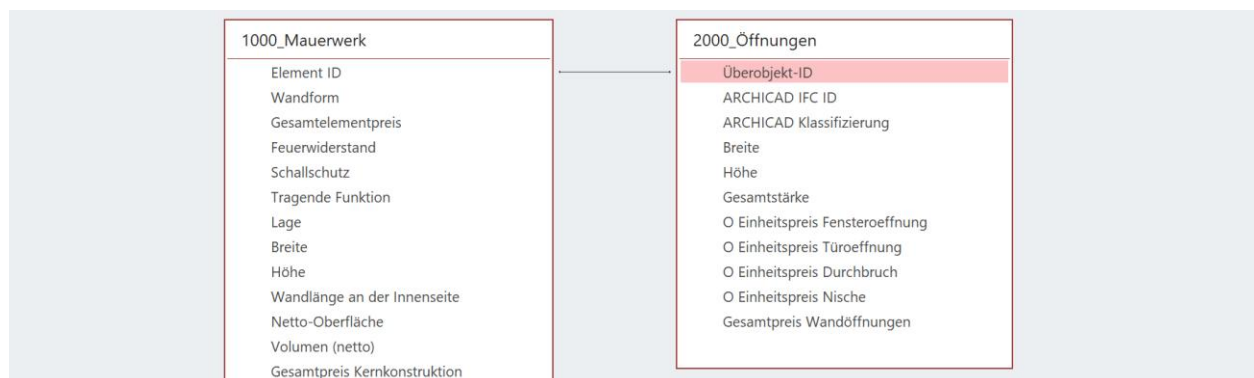 1000_Mauerwerk
Element ID
Wandform
Gesamtelementpreis
Feuerwiderstand
Schallschutz
Tragende Funktion
Lage
Breite
Höhe
Wandlänge an der Innenseite
Netto-Oberfläche
Volumen (netto)
Gesamtpreis Kernkonstruktion
2000_Öffnungen
Überobjekt-ID
ARCHICAD IFC ID
ARCHICAD Klassifizierung
Breite
Höhe
Gesamtstärke
O Einheitspreis Fensteroeffnung
O Einheitspreis Türoeffnung
O Einheitspreis Durchbruch
O Einheitspreis Nische
Gesamtpreis Wandöffnungen